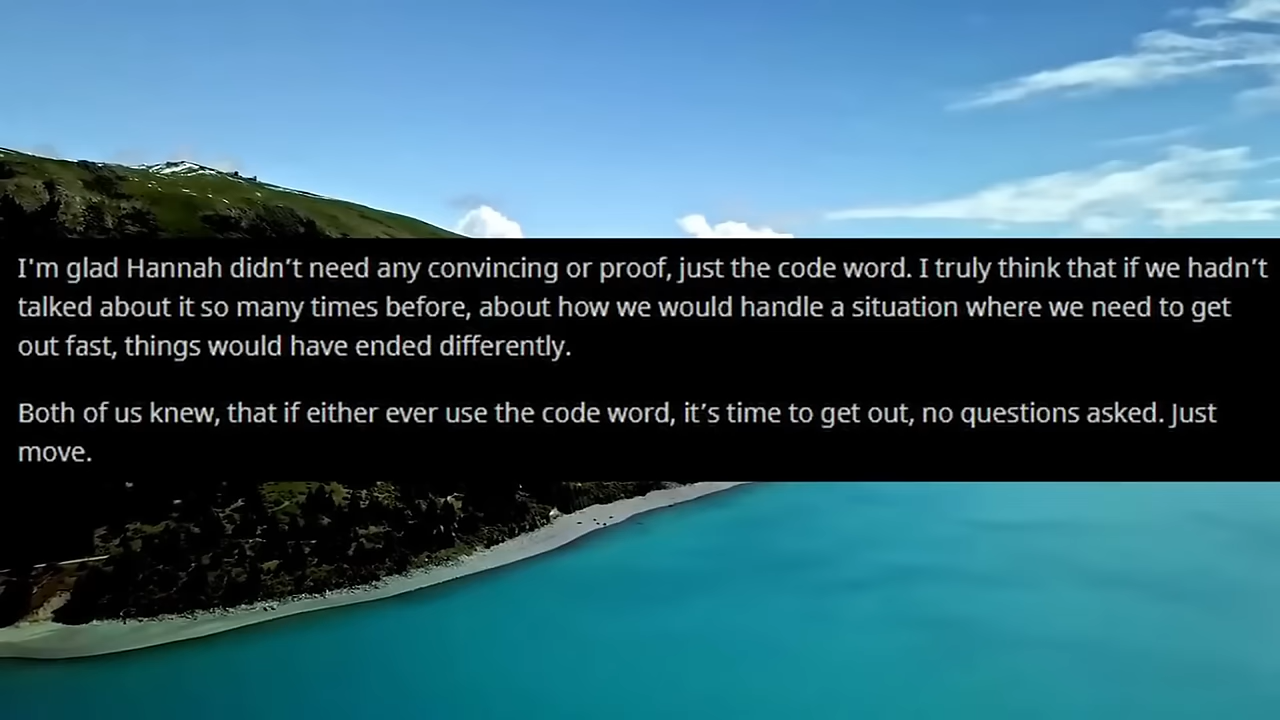 I'm glad Hannah didn’t need any convincing or proof, just the code word. I truly think that if we hadn’t
talked about it so many times before, about how we would handle a situation where we need to get
out fast, things would have ended differently.
Both of us knew, that if either ever use the code word, it’s time to get out, no questions asked. Just
move.